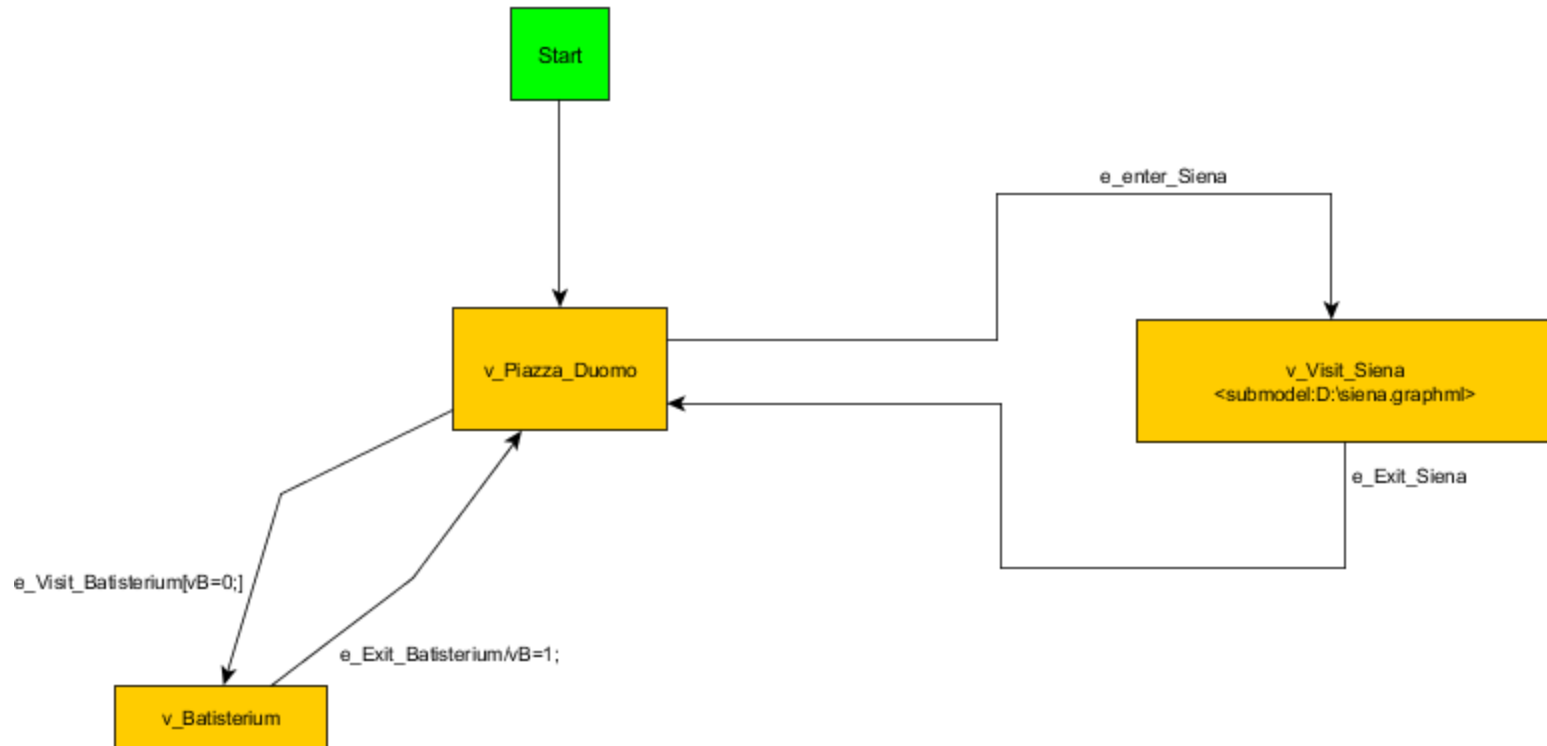 Start
e_enter_Siena
v_Piazza_Duomo
v_Visit_Siena
<submodel:D:\siena.graphml>
e_Exit_Siena
e_Visit_Batisterium[vB=0;]
e_Exit_Batisterium/vB=1;
v_Batisterium